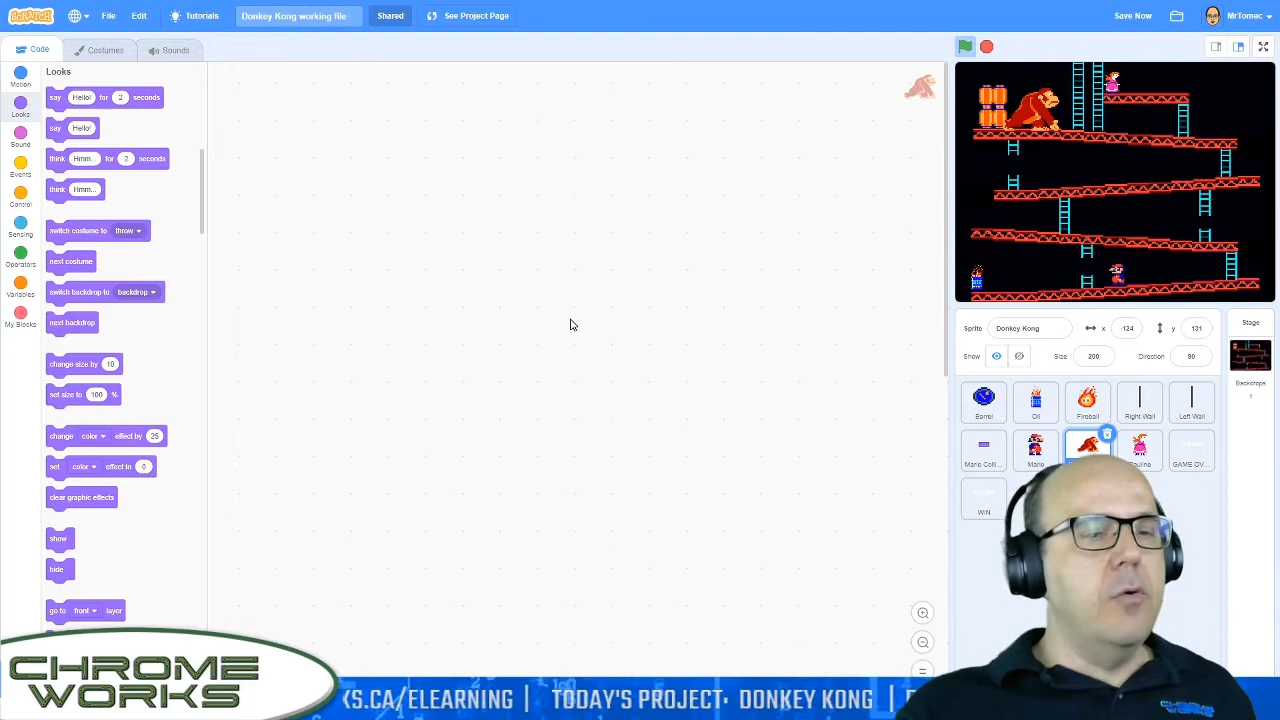 SCRATCH File Edit Tutorials Donkey Kong working file Shared See Project Page Save Now MrTomec
Code Costumes Sounds
Motion
Looks
Sound
Events
Control
Sensing
Operators
Variables
My Blocks
Looks
say Hello! for 2 seconds
say Hello!
think Hmm... for 2 seconds
think Hmm...
switch costume to throw
next costume
switch backdrop to backdrop
next backdrop
change size by 10
set size to 100 %
change color effect by 25
set color effect to 0
clear graphic effects
show
hide
go to front layer
Sprite Donkey Kong x -124 y 131
Show Size 200 Direction 90
Stage
Backdrops
1
Barrel Oil Fireball Right Wall Left Wall
Mario Colli... Mario GAME OV...
WIN
CHROME
WORKS
KS.CA/ELEARNING | TODAY'S PROJECT: DONKEY KONG |